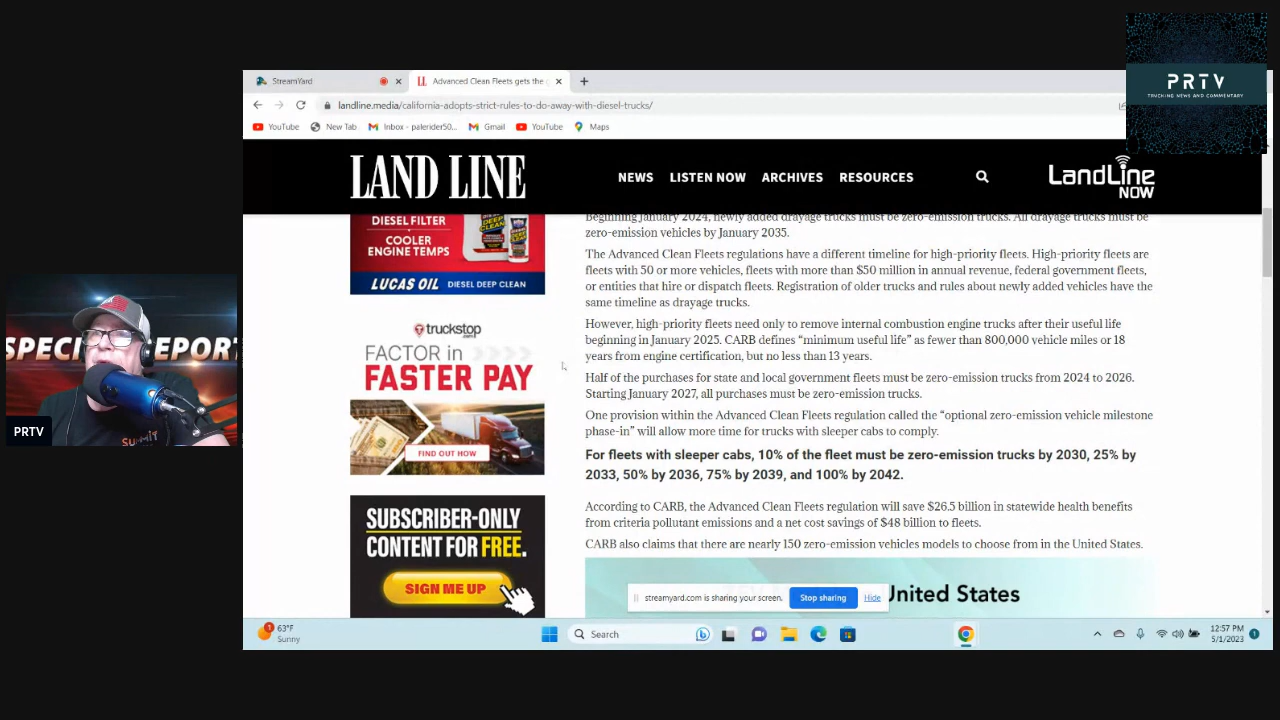 PRTV
TRUCKING NEWS AND COMMENTARY
StreamYard
Advanced Clean Fleets gets the
landline.media/california-adopts-strict-rules-to-do-away-with-diesel-trucks/
YouTube
New Tab
Inbox - palerider50...
Gmail
YouTube
Maps
LAND LINE
NEWS
LISTEN NOW
ARCHIVES
RESOURCES
LandLine
NOW
DIESEL FILTER
• COOLER
ENGINE TEMPS
DEEP
CLEAN
LUCAS OIL DIESEL DEEP CLEAN
truckstop
FACTOR in
FASTER PAY
FIND OUT HOW
SUBSCRIBER-ONLY
CONTENT FOR FREE.
SIGN ME UP
Beginning January 2024, newly added drayage trucks must be zero-emission trucks. All drayage trucks must be
zero-emission vehicles by January 2035.
The Advanced Clean Fleets regulations have a different timeline for high-priority fleets. High-priority fleets are
fleets with 50 or more vehicles, fleets with more than $50 million in annual revenue, federal government fleets,
or entities that hire or dispatch fleets. Registration of older trucks and rules about newly added vehicles have the
same timeline as drayage trucks.
However, high-priority fleets need only to remove internal combustion engine trucks after their useful life
beginning in January 2025. CARB defines “minimum useful life” as fewer than 800,000 vehicle miles or 18
years from engine certification, but no less than 13 years.
Half of the purchases for state and local government fleets must be zero-emission trucks from 2024 to 2026.
Starting January 2027, all purchases must be zero-emission trucks.
One provision within the Advanced Clean Fleets regulation called the “optional zero-emission vehicle milestone
phase-in” will allow more time for trucks with sleeper cabs to comply.
For fleets with sleeper cabs, 10% of the fleet must be zero-emission trucks by 2030, 25% by
2033, 50% by 2036, 75% by 2039, and 100% by 2042.
According to CARB, the Advanced Clean Fleets regulation will save $26.5 billion in statewide health benefits
from criteria pollutant emissions and a net cost savings of $48 billion to fleets.
CARB also claims that there are nearly 150 zero-emission vehicles models to choose from in the United States.
United States
streamyard.com is sharing your screen.
Stop sharing
Hide
SPECI EPORT
PRTV
1
63°F
Sunny
Search
12:57 PM
5/1/2023
1